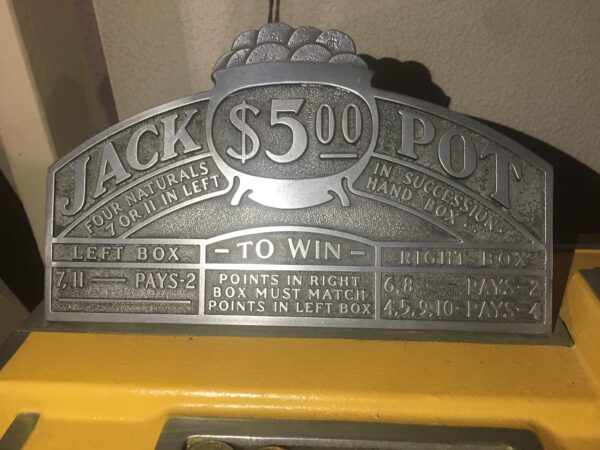 JACK $5.00 POT
FOUR NATURALS
7 OR 11 IN LEFT
IN SUCCESSION.
HAND BOX...
LEFT BOX
7, 11 — PAYS-2
- TO WIN -
POINTS IN RIGHT
BOX MUST MATCH
POINTS IN LEFT BOX
RIGHT BOX
6,8 — PAYS-2
4,5,9,10-PAYS-4